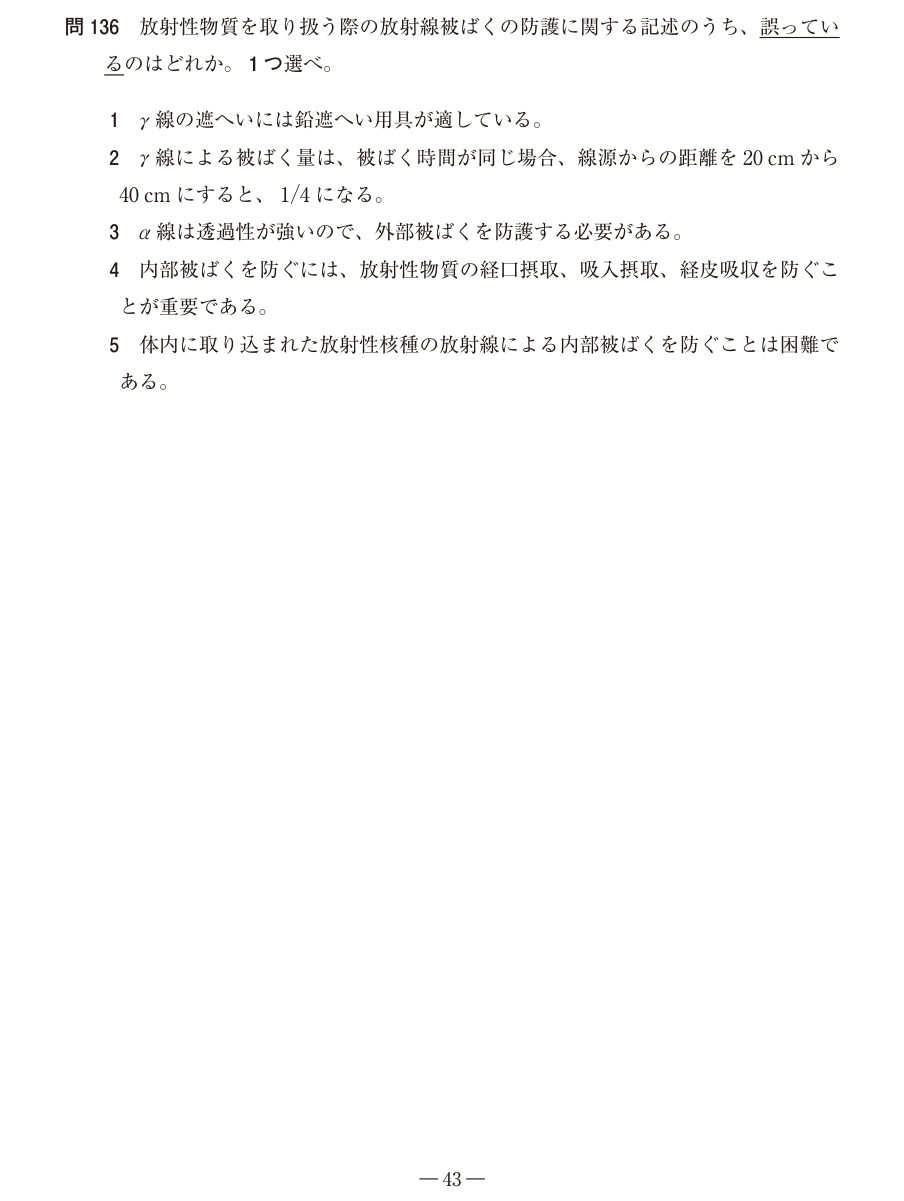 問 136　放射性物質を取り扱う際の放射線被ばくの防護に関する記述のうち、誤ってい
るのはどれか。1つ選べ。
1　γ 線の遮へいには鉛遮へい用具が適している。
2　γ 線による被ばく量は、被ばく時間が同じ場合、線源からの距離を 20 cm から
40 cm にすると、 1/4 になる。
3　α 線は透過性が強いので、外部被ばくを防護する必要がある。
4　内部被ばくを防ぐには、放射性物質の経口摂取、吸入摂取、経皮吸収を防ぐこ
とが重要である。
5　体内に取り込まれた放射性核種の放射線による内部被ばくを防ぐことは困難で
ある。
― 43 ―